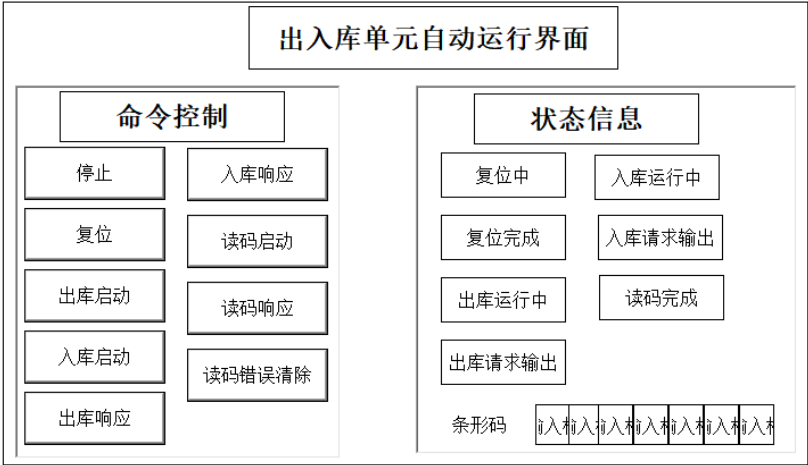 出入库单元自动运行界面
命令控制
停止
复位
出库启动
入库启动
出库响应
入库响应
读码启动
读码响应
读码错误清除
状态信息
复位中
复位完成
出库运行中
出库请求输出
入库运行中
入库请求输出
读码完成
条形码